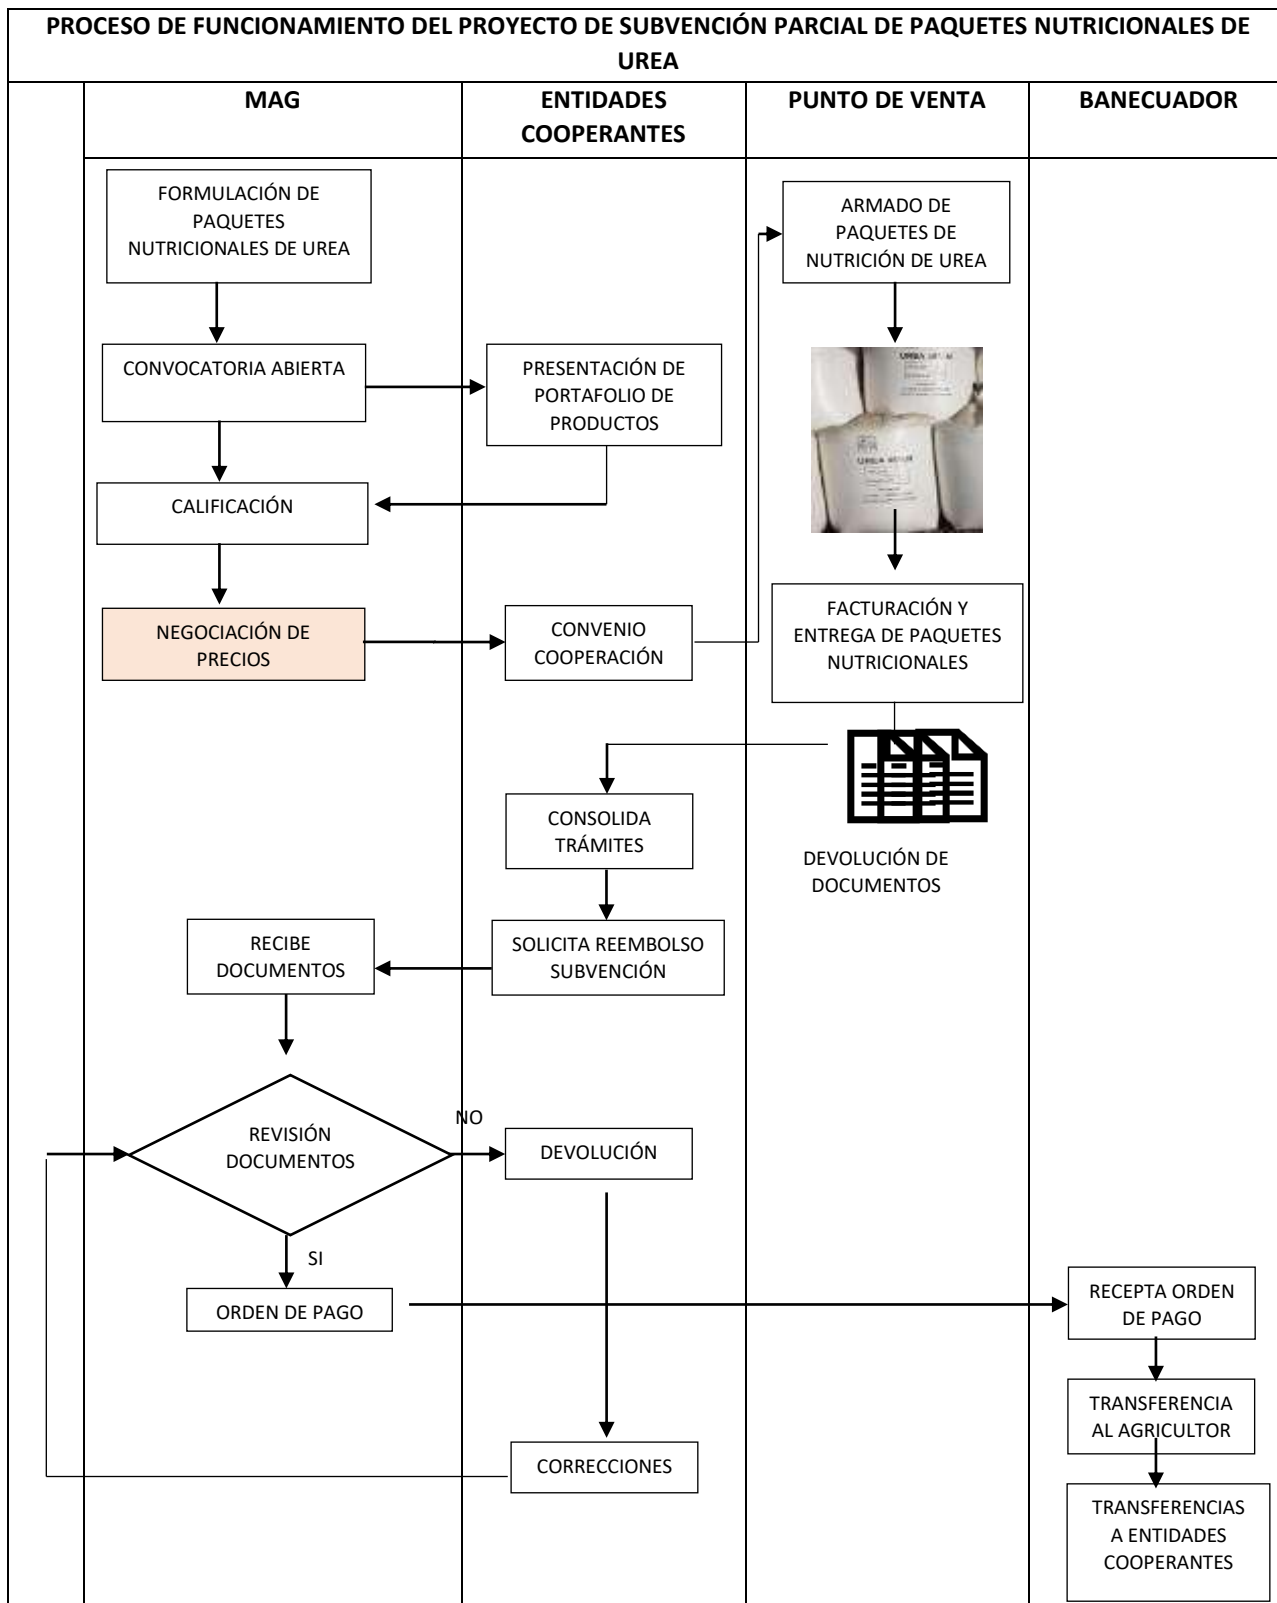 PROCESO DE FUNCIONAMIENTO DEL PROYECTO DE SUBVENCIÓN PARCIAL DE PAQUETES NUTRICIONALES DE
UREA
MAG
ENTIDADES
COOPERANTES
PUNTO DE VENTA
BANECUADOR
FORMULACIÓN DE
PAQUETES
NUTRICIONALES DE UREA
ARMADO DE
PAQUETES DE
NUTRICIÓN DE UREA
CONVOCATORIA ABIERTA
PRESENTACIÓN DE
PORTAFOLIO DE
PRODUCTOS
CALIFICACIÓN
NEGOCIACIÓN DE
PRECIOS
CONVENIO
COOPERACIÓN
FACTURACIÓN Y
ENTREGA DE PAQUETES
NUTRICIONALES
CONSOLIDA
TRÁMITES
DEVOLUCIÓN DE
DOCUMENTOS
RECIBE
DOCUMENTOS
SOLICITA REEMBOLSO
SUBVENCIÓN
REVISIÓN
DOCUMENTOS
NO
DEVOLUCIÓN
SI
ORDEN DE PAGO
RECEPTA ORDEN
DE PAGO
TRANSFERENCIA
AL AGRICULTOR
CORRECCIONES
TRANSFERENCIAS
A ENTIDADES
COOPERANTES